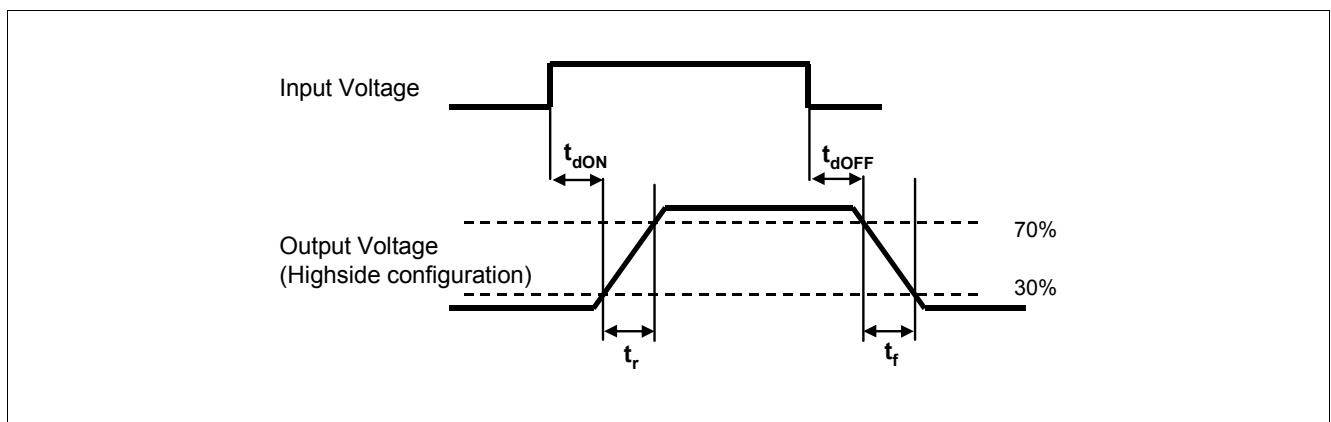 Input Voltage
tdON
tdOFF
Output Voltage
(Highside configuration)
70%
30%
tr
tf